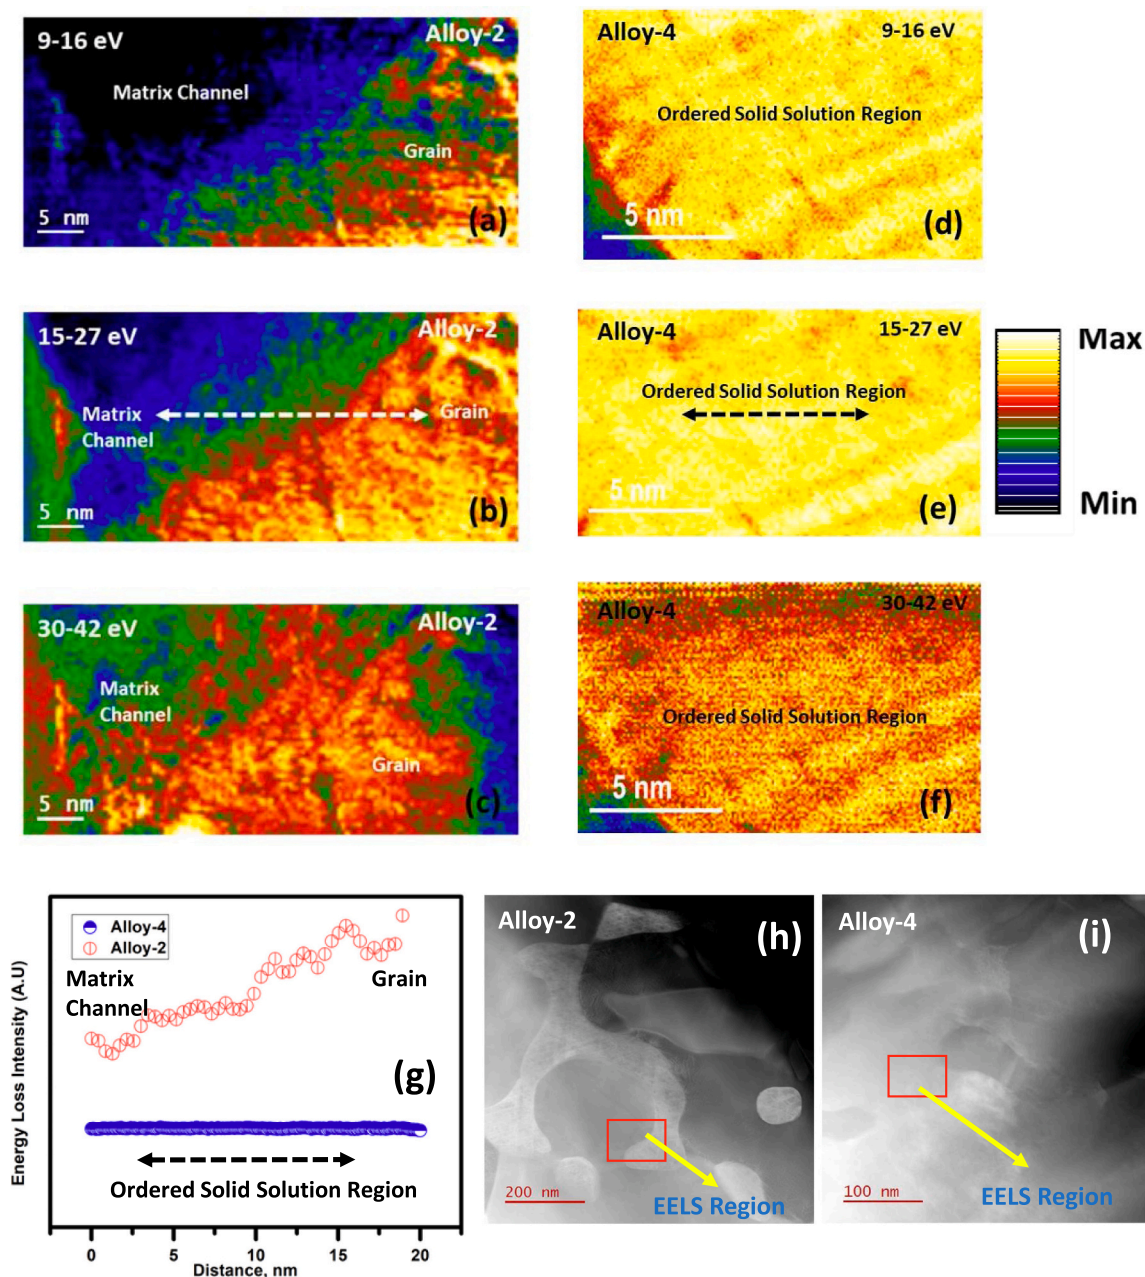 9-16 eV
Alloy-2
Matrix Channel
Grain
5 nm
(a)
Alloy-4
9-16 eV
Ordered Solid Solution Region
5 nm
(d)
15-27 eV
Alloy-2
Matrix
Channel
Grain
5 nm
(b)
Alloy-4
15-27 eV
Ordered Solid Solution Region
5 nm
(e)
Max
Min
30-42 eV
Alloy-2
Matrix
Channel
Grain
5 nm
(c)
Alloy-4
30-42 eV
Ordered Solid Solution Region
5 nm
(f)
Energy Loss Intensity (A.U)
Alloy-4
Alloy-2
Matrix
Channel
Grain
(g)
Ordered Solid Solution Region
0 5 10 15 20
Distance, nm
Alloy-2
(h)
200 nm
EELS Region
Alloy-4
(i)
100 nm
EELS Region